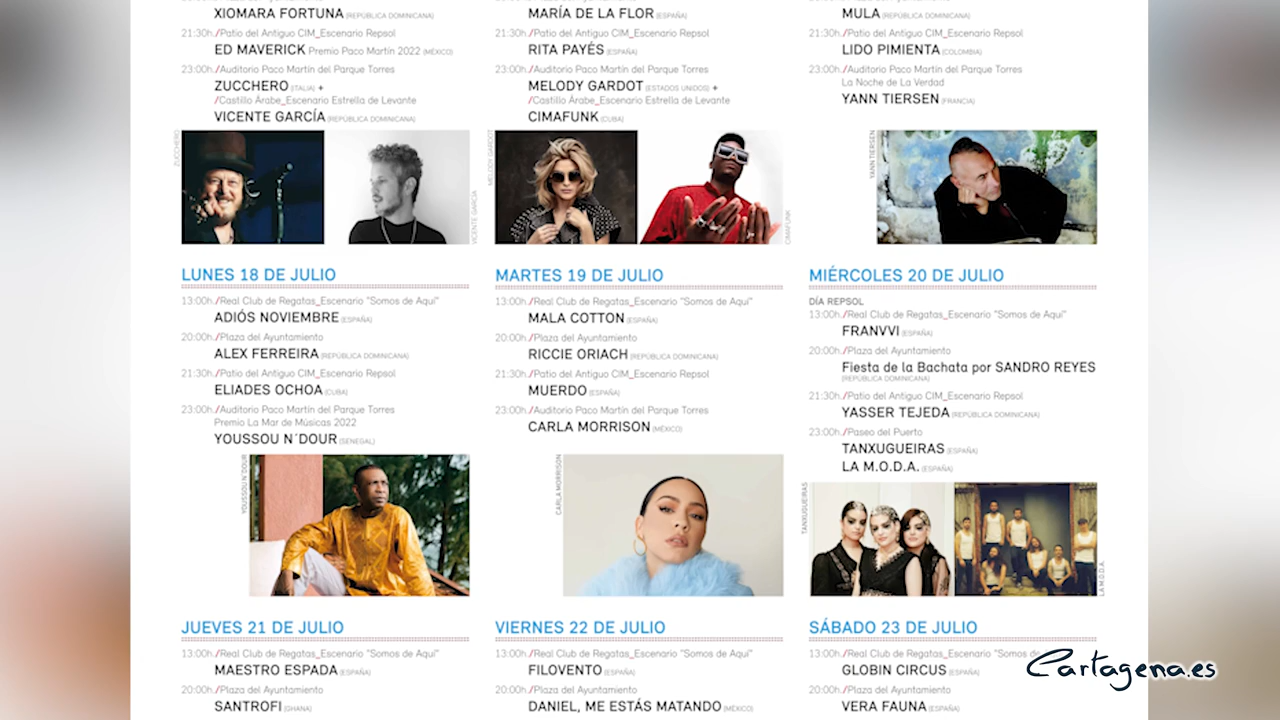 XIOMARA FORTUNA (REPÚBLICA DOMINICANA)
21:30h./Patio del Antiguo CIM_Escenario Repsol
ED MAVERICK Premio Paco Martín 2022 (MÉXICO)
23:00h./Auditorio Paco Martín del Parque Torres
ZUCCHERO (ITALIA) +
/Castillo Árabe_Escenario Estrella de Levante
VICENTE GARCÍA (REPÚBLICA DOMINICANA)
ZUCCHERO
VICENTE GARCÍA
MARÍA DE LA FLOR (ESPAÑA)
21:30h./Patio del Antiguo CIM_Escenario Repsol
RITA PAYÉS (ESPAÑA)
23:00h./Auditorio Paco Martín del Parque Torres
MELODY GARDOT (ESTADOS UNIDOS) +
/Castillo Árabe_Escenario Estrella de Levante
CIMAFUNK (CUBA)
MELODY GARDOT
CIMAFUNK
MULA (REPÚBLICA DOMINICANA)
21:30h./Patio del Antiguo CIM_Escenario Repsol
LIDO PIMIENTA (COLOMBIA)
23:00h./Auditorio Paco Martín del Parque Torres
La Noche de La Verdad
YANN TIERSEN (FRANCIA)
YANN TIERSEN
LUNES 18 DE JULIO
13:00h./Real Club de Regatas_Escenario "Somos de Aquí"
ADIÓS NOVIEMBRE (ESPAÑA)
20:00h./Plaza del Ayuntamiento
ALEX FERREIRA (REPÚBLICA DOMINICANA)
21:30h./Patio del Antiguo CIM_Escenario Repsol
ELIADES OCHOA (CUBA)
23:00h./Auditorio Paco Martín del Parque Torres
Premio La Mar de Músicas 2022
YOUSSOU N´DOUR (SENEGAL)
YOUSSOU N´DOUR
MARTES 19 DE JULIO
13:00h./Real Club de Regatas_Escenario "Somos de Aquí"
MALA COTTON (ESPAÑA)
20:00h./Plaza del Ayuntamiento
RICCIE ORIACH (REPÚBLICA DOMINICANA)
21:30h./Patio del Antiguo CIM_Escenario Repsol
MUERDO (ESPAÑA)
23:00h./Auditorio Paco Martín del Parque Torres
CARLA MORRISON (MÉXICO)
CARLA MORRISON
MIÉRCOLES 20 DE JULIO
DÍA REPSOL
13:00h./Real Club de Regatas_Escenario "Somos de Aquí"
FRANVVI (ESPAÑA)
20:00h./Plaza del Ayuntamiento
Fiesta de la Bachata por SANDRO REYES
(REPÚBLICA DOMINICANA)
21:30h./Patio del Antiguo CIM_Escenario Repsol
YASSER TEJEDA (REPÚBLICA DOMINICANA)
23:00h./Paseo del Puerto
TANXUGUEIRAS (ESPAÑA)
LA M.O.D.A. (ESPAÑA)
TANXUGUEIRAS
LA M.O.D.A.
JUEVES 21 DE JULIO
13:00h./Real Club de Regatas_Escenario "Somos de Aquí"
MAESTRO ESPADA (ESPAÑA)
20:00h./Plaza del Ayuntamiento
SANTROFI (GHANA)
VIERNES 22 DE JULIO
13:00h./Real Club de Regatas_Escenario "Somos de Aquí"
FILOVENTO (ESPAÑA)
20:00h./Plaza del Ayuntamiento
DANIEL, ME ESTÁS MATANDO (MÉXICO)
SÁBADO 23 DE JULIO
13:00h./Real Club de Regatas_Escenario "Somos de
GLOBIN CIRCUS (ESPAÑA)
20:00h./Plaza del Ayuntamiento
VERA FAUNA (ESPAÑA)
Cartagena.es